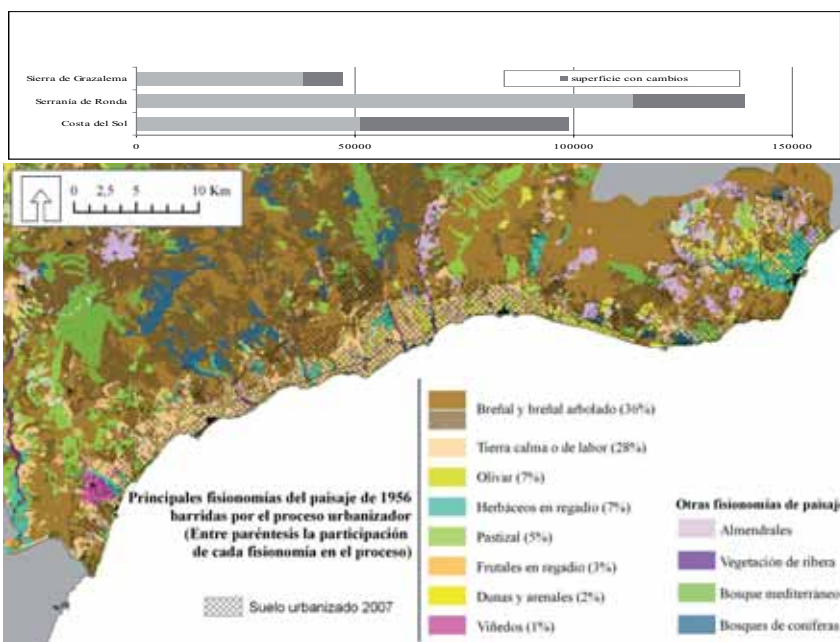 superficie con cambios
Sierra de Grazalema
Serranía de Ronda
Costa del Sol
0 50000 100000 150000
0 2,5 5 10 Km
Principales fisionomías del paisaje de 1956
barridas por el proceso urbanizador
(Entre paréntesis la participación
de cada fisionomía en el proceso)
Suelo urbanizado 2007
Breñal y breñal arbolado (36%)
Tierra calma o de labor (28%)
Olivar (7%)
Herbáceos en regadío (7%)
Pastizal (5%)
Frutales en regadío (3%)
Dunas y arenales (2%)
Viñedos (1%)
Otras fisionomías de paisaje
Almendrales
Vegetación de ribera
Bosque mediterráneo
Bosques de coníferas